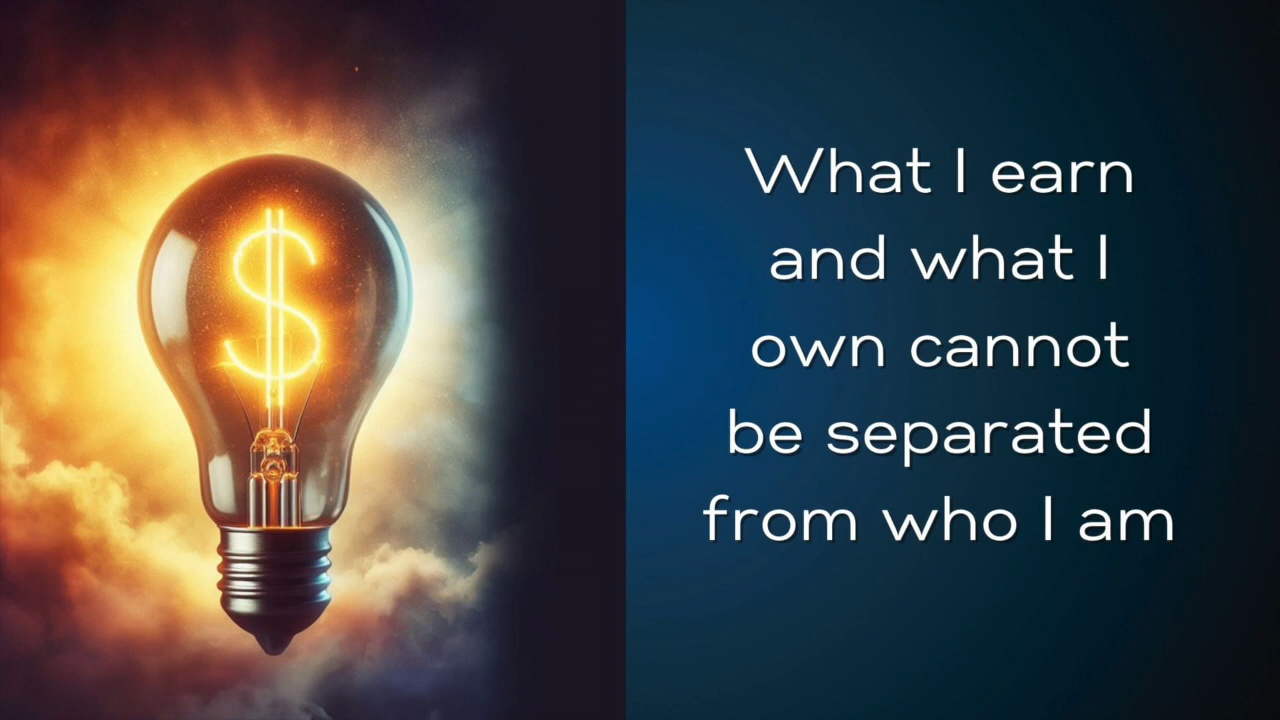 What I earn
and what I
own cannot
be separated
from who I am